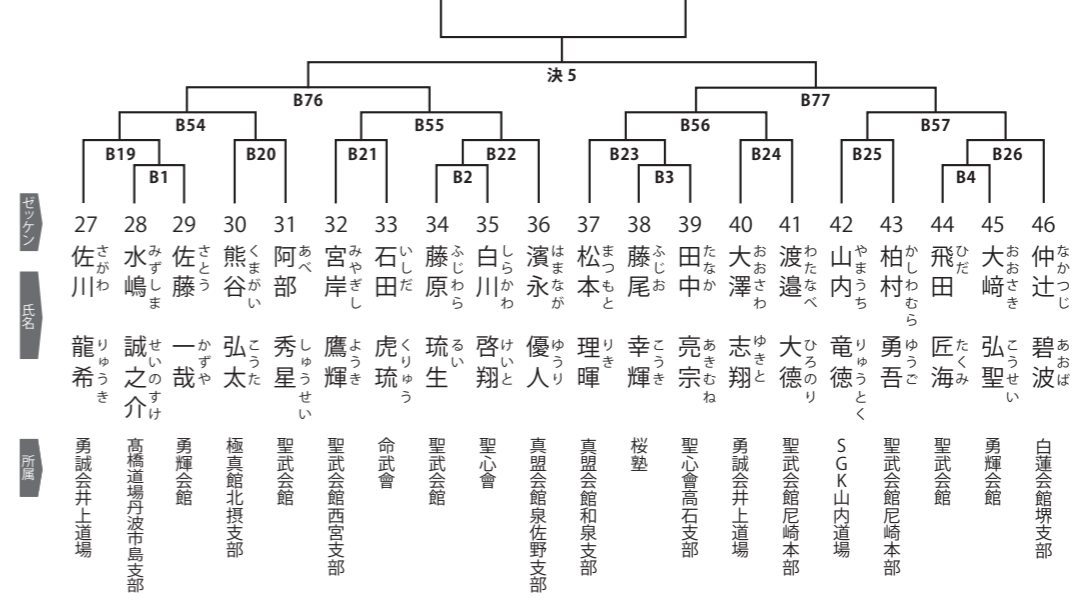 決 5
B76
B77
B54
B55
B56
B57
B19
B20
B21
B22
B23
B24
B25
B26
B1
B2
B3
B4
ゼッケン
27
28
29
30
31
32
33
34
35
36
37
38
39
40
41
42
43
44
45
46
氏名
佐川 龍希
さがわ りゅうき
水嶋 誠之介
みずしま せいのすけ
佐藤 一哉
さとう かずや
熊谷 弘太
くまがい こうた
阿部 秀星
あべ しゅうせい
宮岸 鷹輝
みやぎし ようき
石田 虎琉
いしだ くりゅう
藤原 琉生
ふじわら るい
白川 啓翔
しらかわ けいと
濱永 優人
はまなが ゆうり
松本 理暉
まつもと りき
藤尾 幸輝
ふじお こうき
田中 亮宗
たなか あきむね
大澤 志翔
おおさわ ゆきと
渡邉 大德
わたなべ ひろのり
山内 竜徳
やまうち りゅうとく
柏村 勇吾
かしわむら ゆうご
飛田 匠海
ひだ たくみ
大﨑 弘聖
おおさき こうせい
仲辻 碧波
なかつじ あおば
所属
勇誠会井上道場
髙橋道場丹波市島支部
勇輝会館
極真館北摂支部
聖武会館
聖武会館西宮支部
命武會
聖武会館
聖心會
真盟会館泉佐野支部
真盟会館和泉支部
桜塾
聖心會高石支部
勇誠会井上道場
聖武会館尼崎本部
SGK山内道場
聖武会館尼崎本部
聖武会館
勇輝会館
白蓮会館堺支部